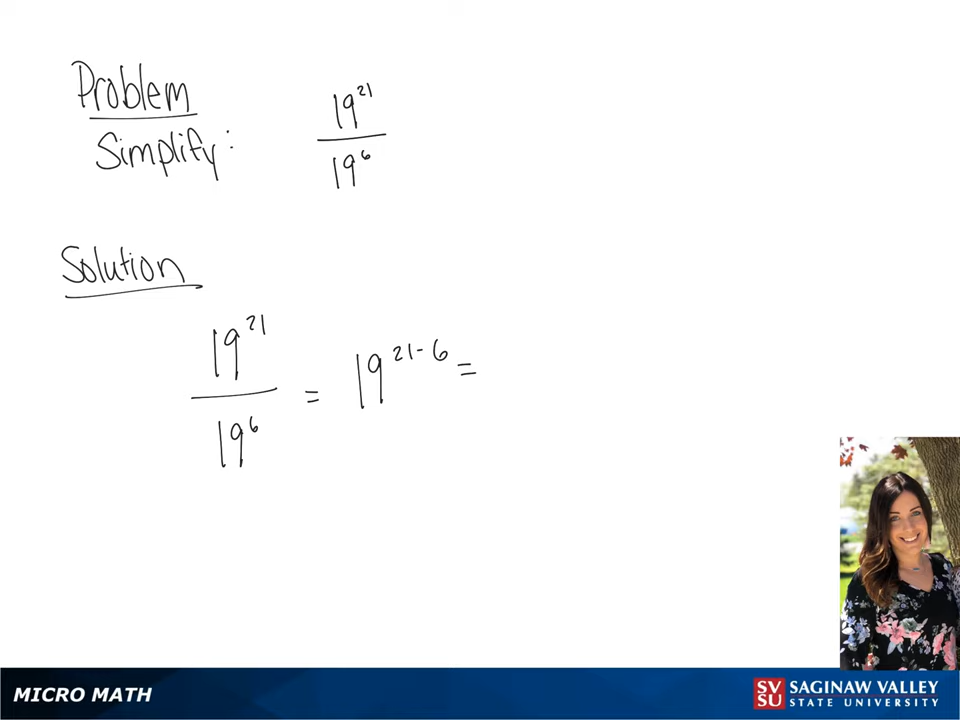 Problem
Simplify: 19^21 / 19^6
Solution
19^21 / 19^6 = 19^21-6 =
MICRO MATH
SV SU SAGINAW VALLEY
STATE UNIVERSITY